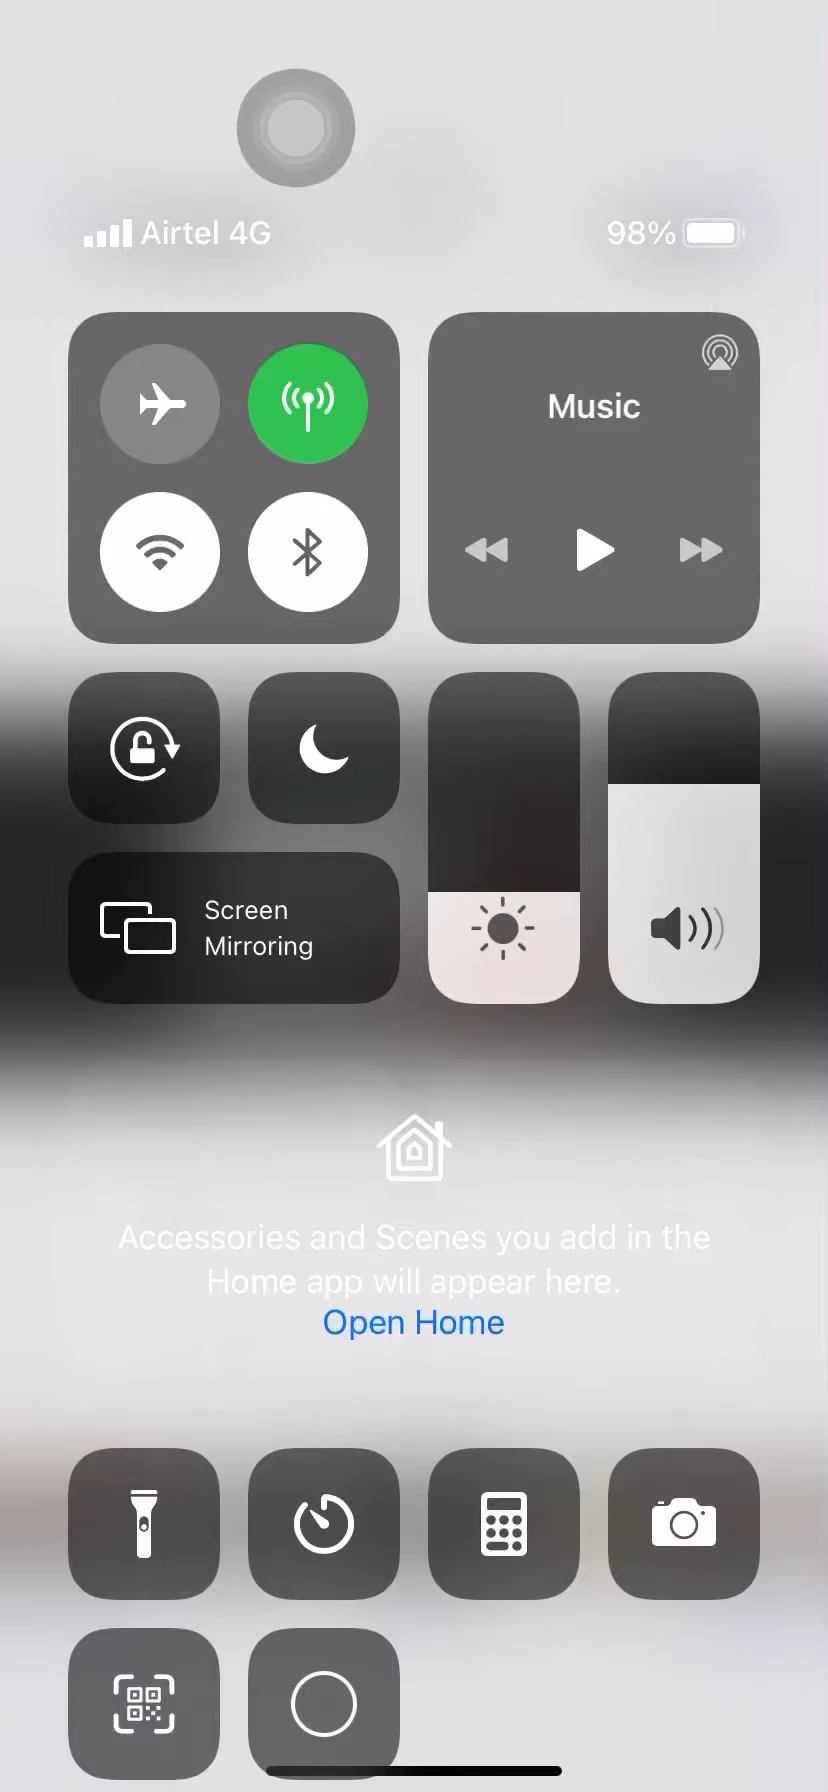 Airtel 4G
98%
Music
Screen
Mirroring
Accessories and Scenes you add in the
Home app will appear here.
Open Home